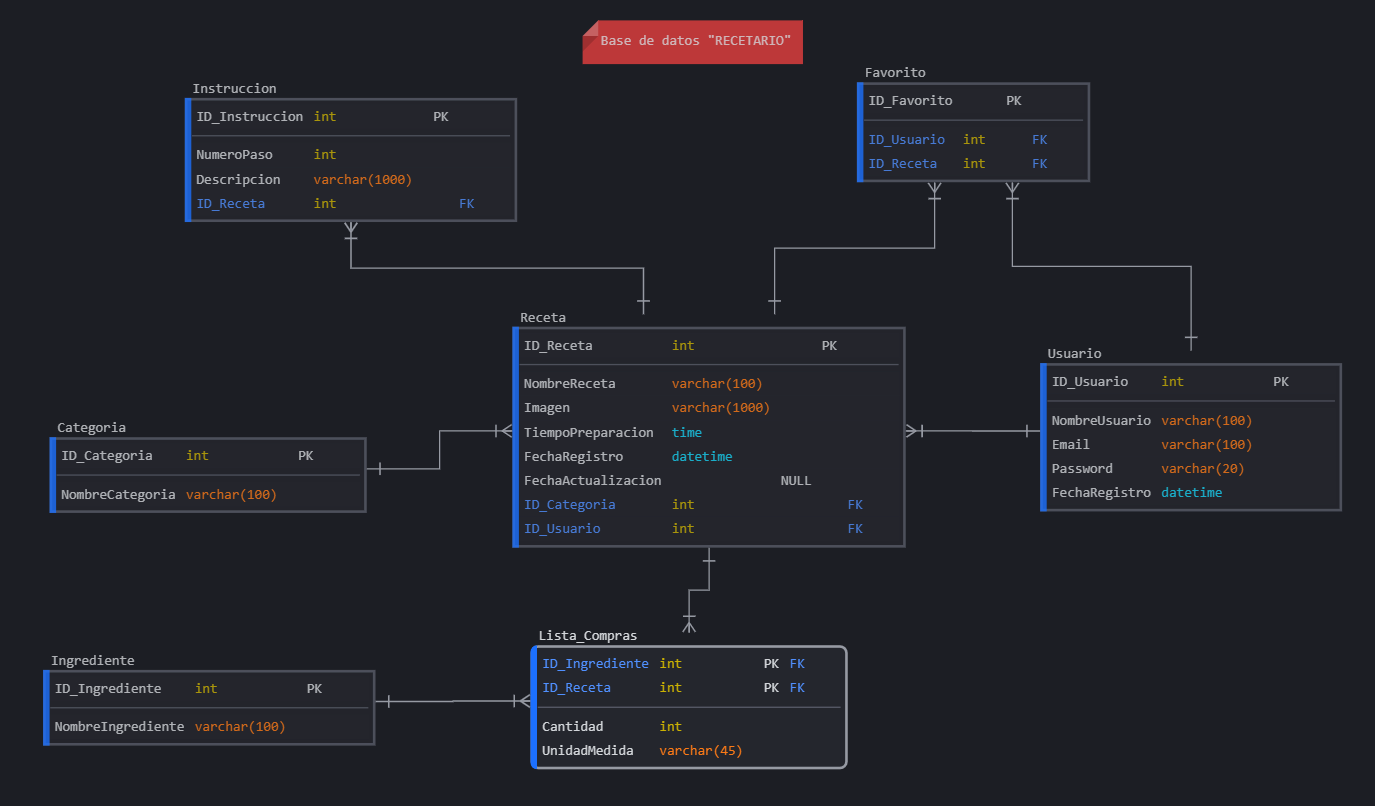 Base de datos "RECETARIO"
Instruccion
ID_Instruccion int PK
NumeroPaso int
Descripcion varchar(1000)
ID_Receta int FK
Favorito
ID_Favorito PK
ID_Usuario int FK
ID_Receta int FK
Receta
ID_Receta int PK
NombreReceta varchar(100)
Imagen varchar(1000)
TiempoPreparacion time
FechaRegistro datetime
FechaActualizacion NULL
ID_Categoria int FK
ID_Usuario int FK
Usuario
ID_Usuario int PK
NombreUsuario varchar(100)
Email varchar(100)
Password varchar(20)
FechaRegistro datetime
Categoria
ID_Categoria int PK
NombreCategoria varchar(100)
Lista_Compras
ID_Ingrediente int PK FK
ID_Receta int PK FK
Cantidad int
UnidadMedida varchar(45)
Ingrediente
ID_Ingrediente int PK
NombreIngrediente varchar(100)